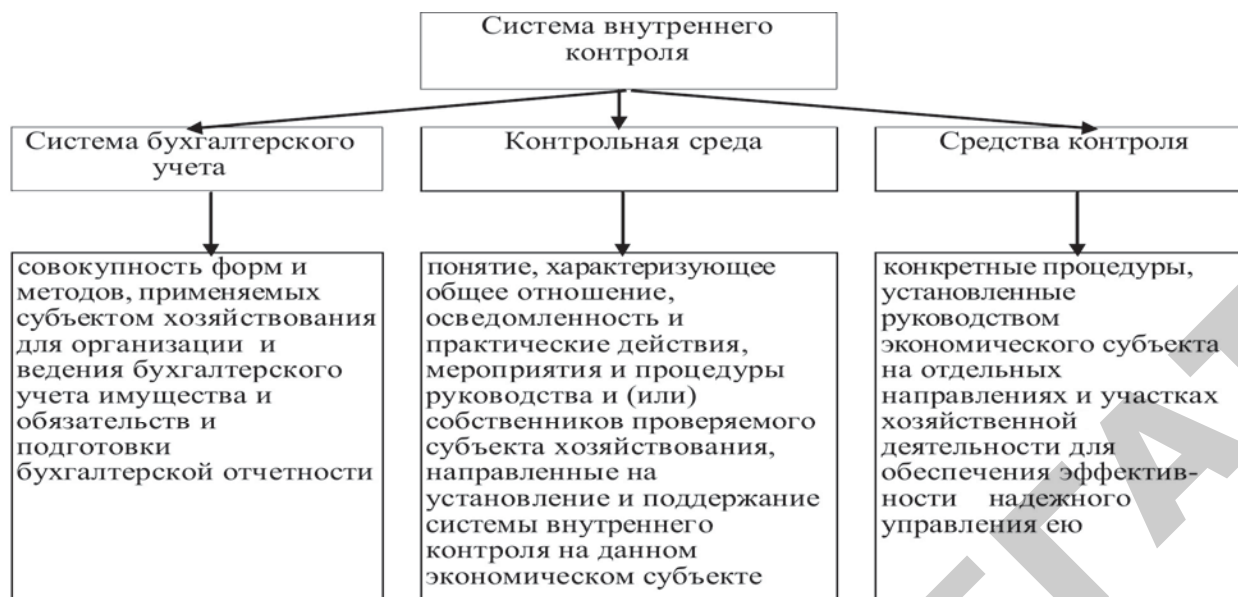 Система внутреннего
контроля
Система бухгалтерского
учета
Контрольная среда
Средства контроля
совокупность форм и
методов, применяемых
субъектом хозяйствования
для организации и
ведения бухгалтерского
учета имущества и
обязательств и
подготовки
бухгалтерской отчетности
понятие, характеризующее
общее отношение,
осведомленность и
практические действия,
мероприятия и процедуры
руководства и (или)
собственников проверяемого
субъекта хозяйствования,
направленные на
установление и поддержание
системы внутреннего
контроля на данном
экономическом субъекте
конкретные процедуры,
установленные
руководством
экономического субъекта
на отдельных
направлениях и участках
хозяйственной
деятельности для
обеспечения эффектив-
ности надежного
управления ею